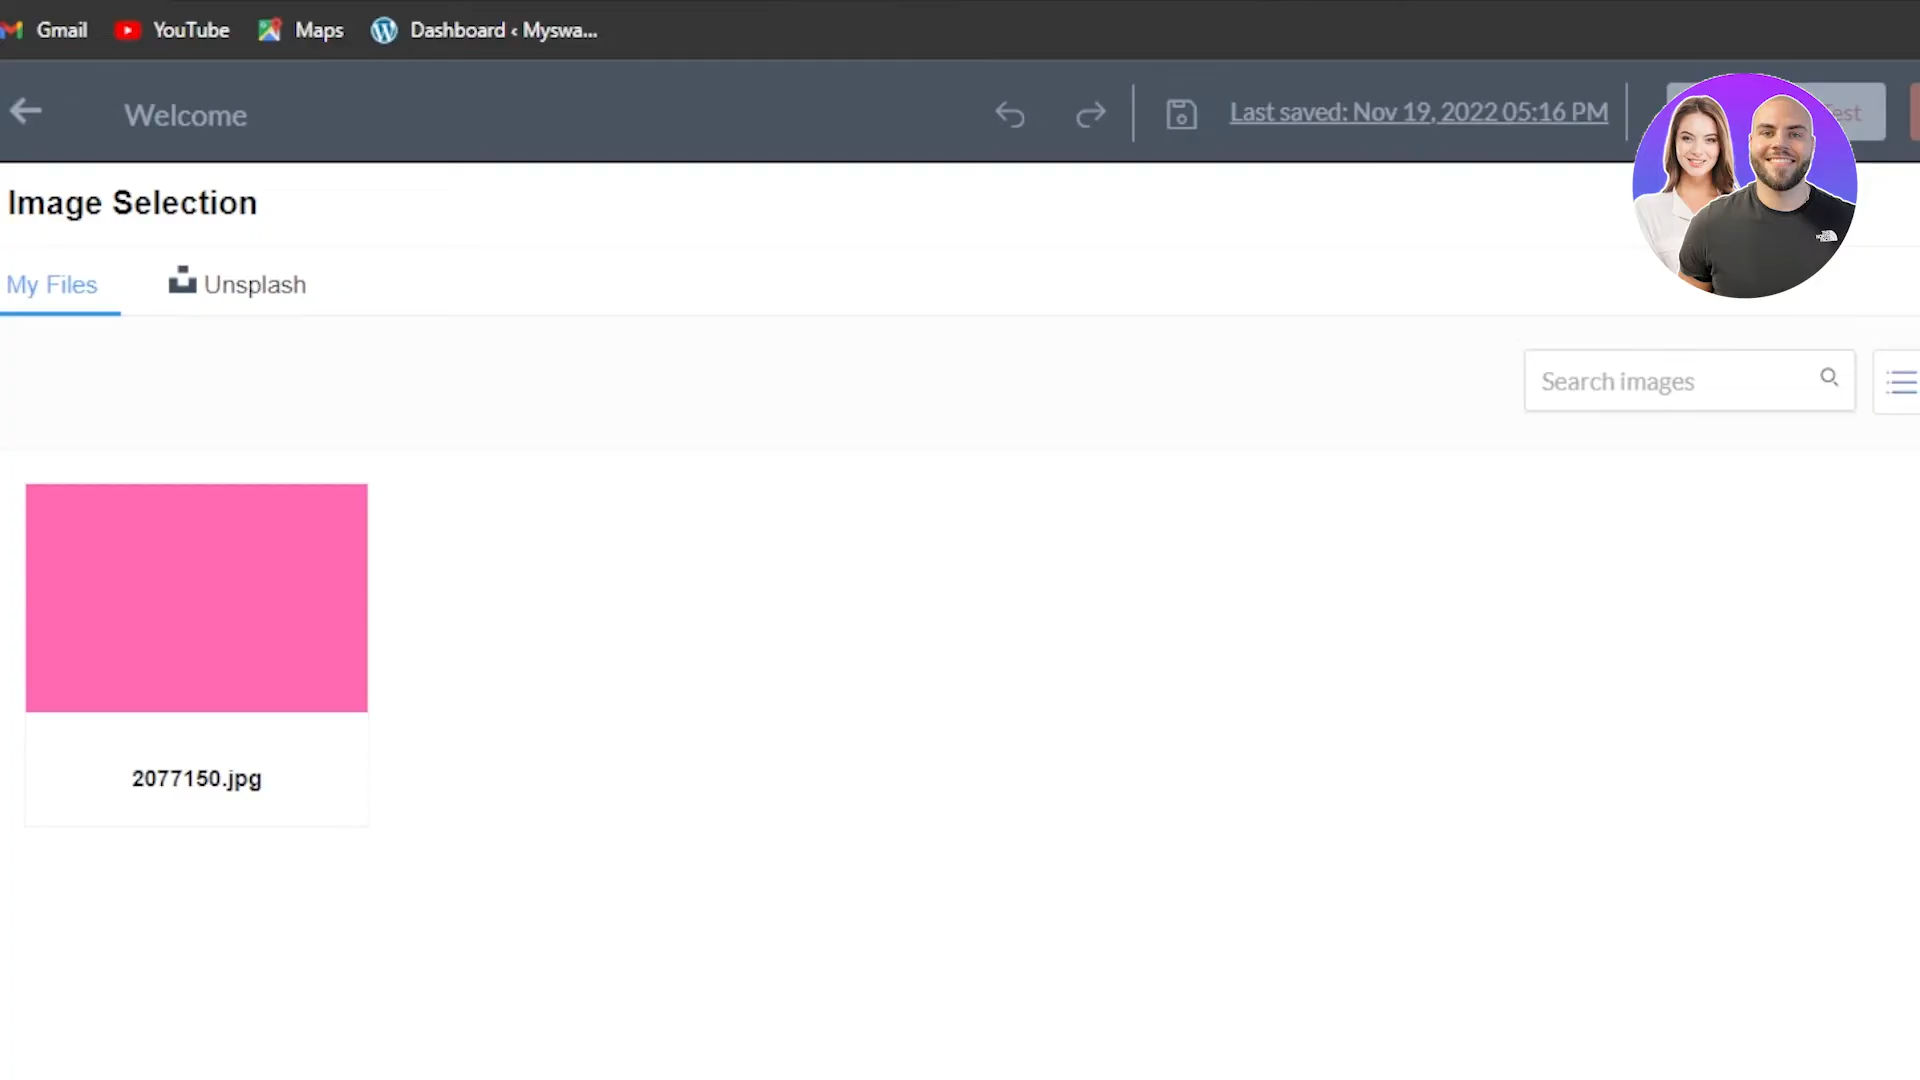 Gmail YouTube Maps Dashboard ‹ Myswa...
Welcome Last saved: Nov 19, 2022 05:16 PM
Image Selection
My Files Unsplash
Search images
2077150.jpg